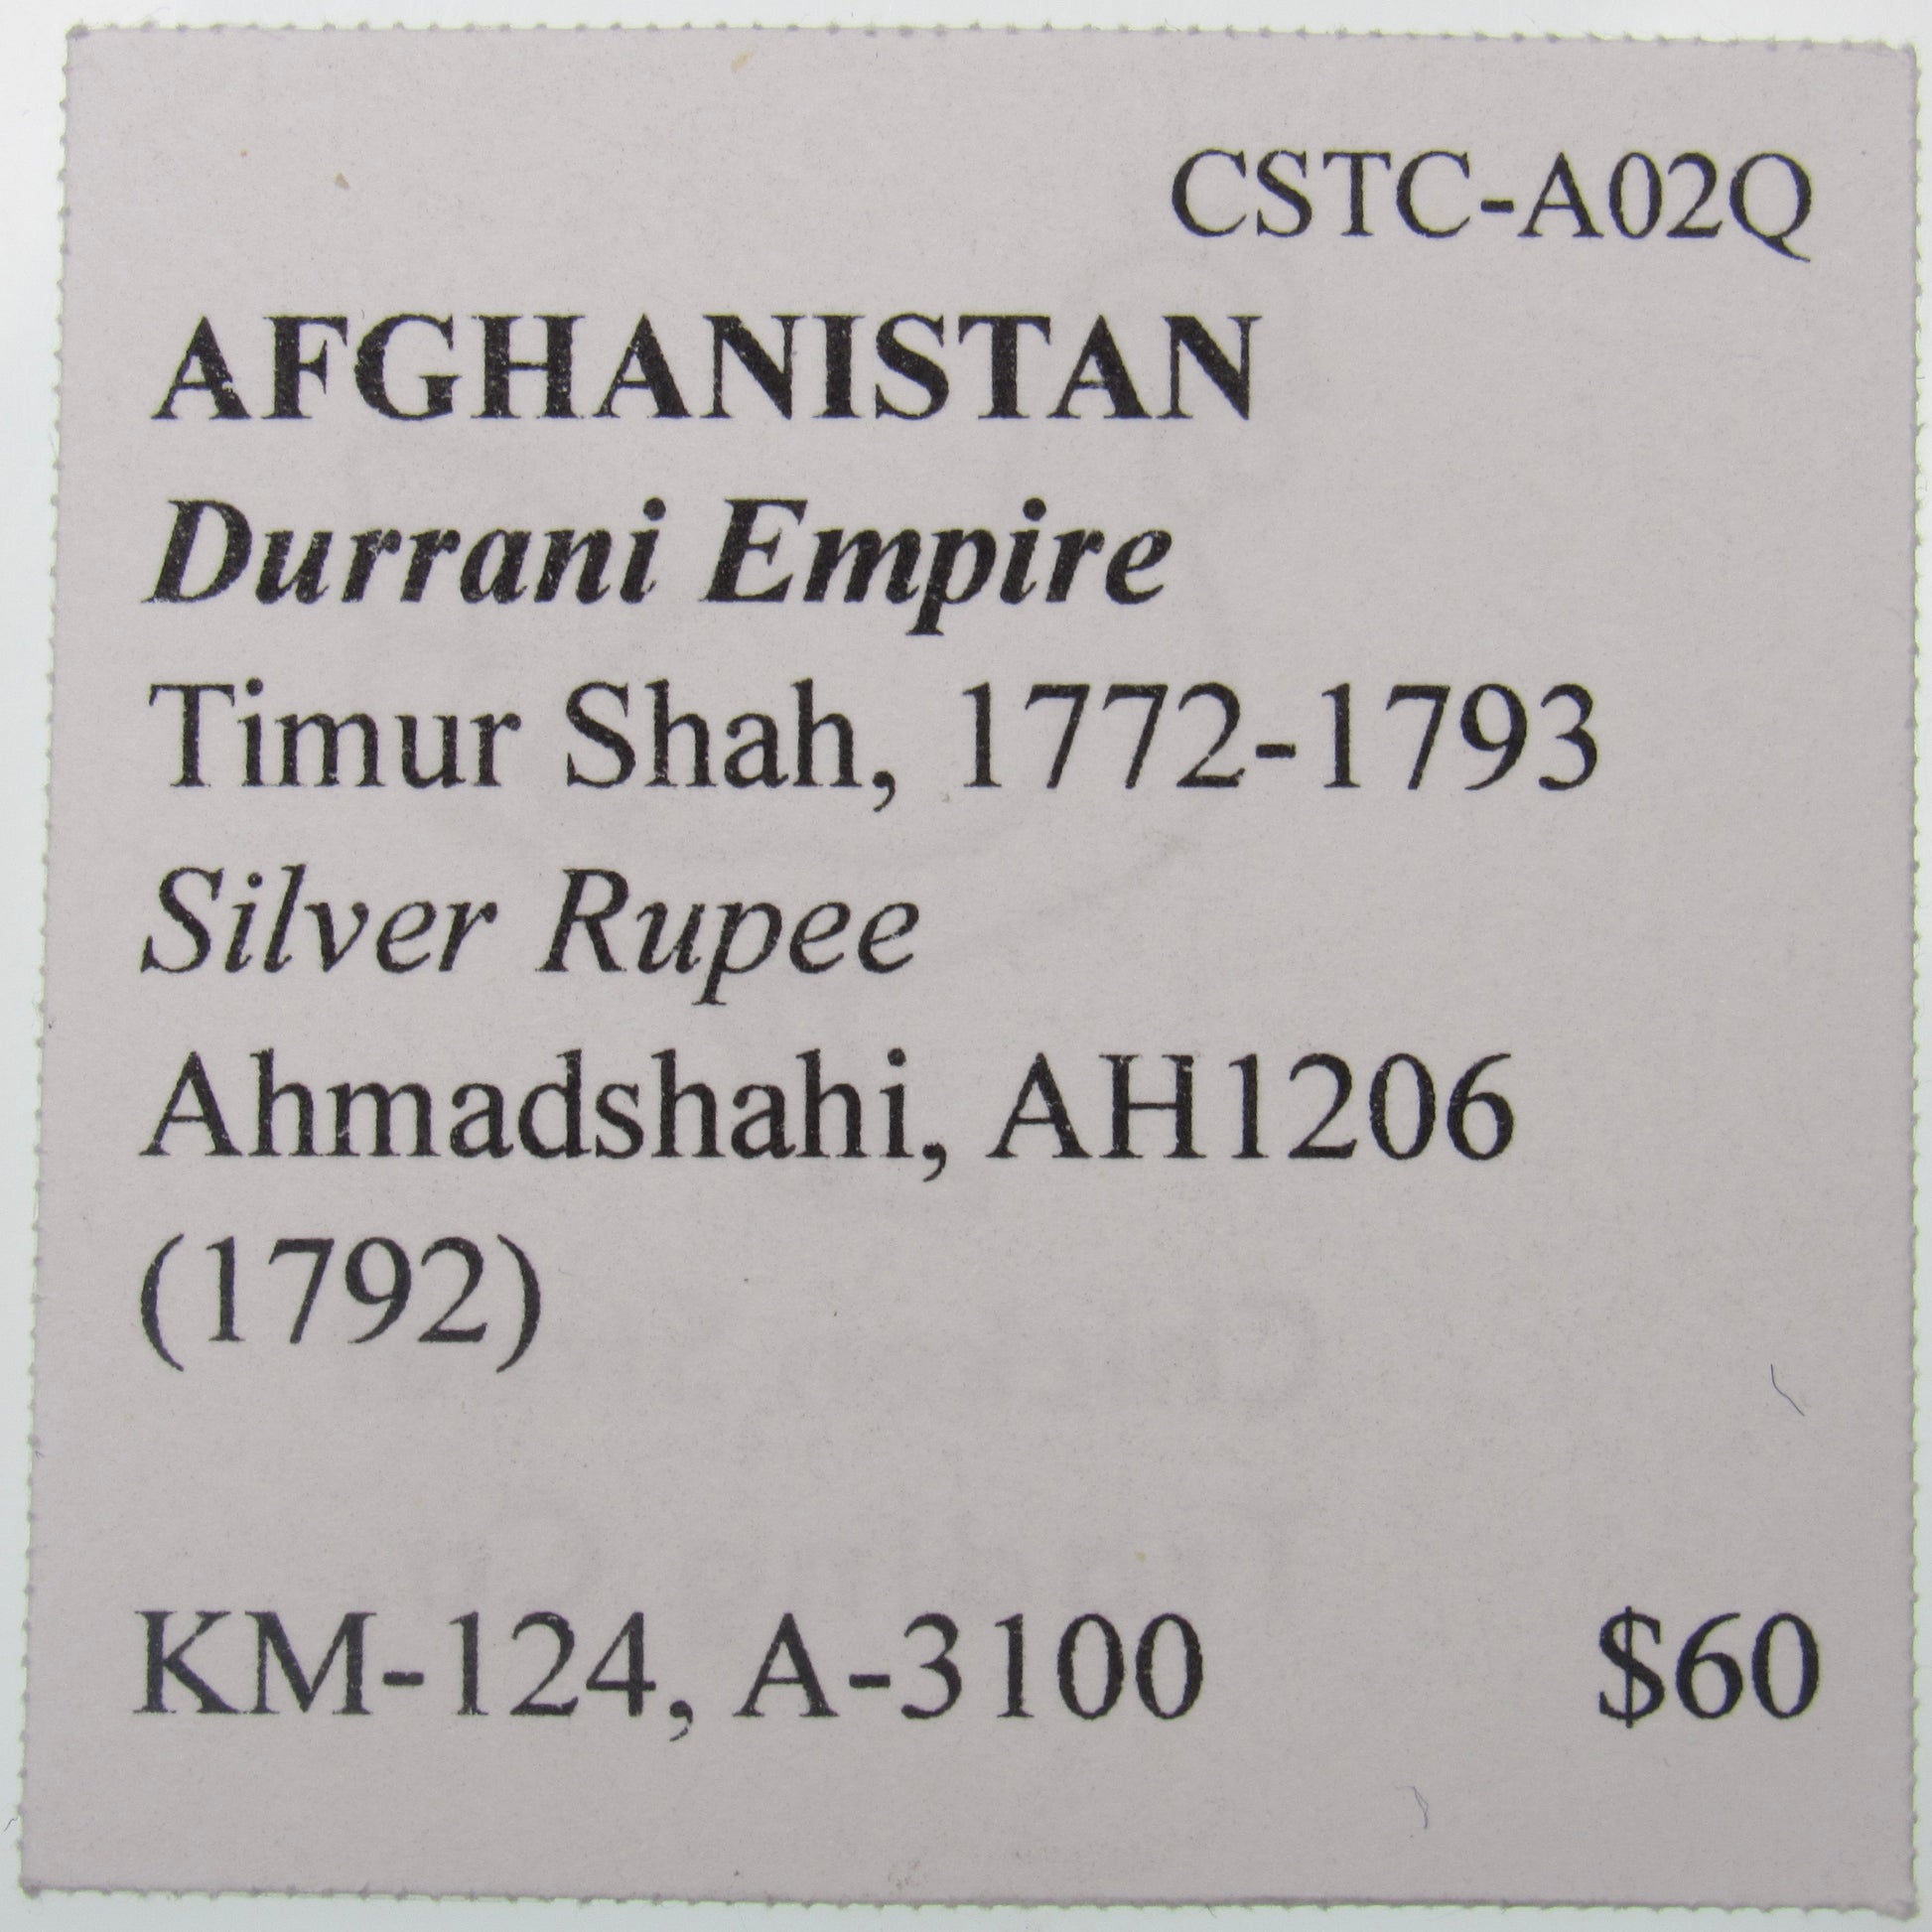 CSTC-A02Q
AFGHANISTAN
Durrani Empire
Timur Shah, 1772-1793
Silver Rupee
Ahmadshahi, AH1206
(1792)
KM-124, A-3100 $60